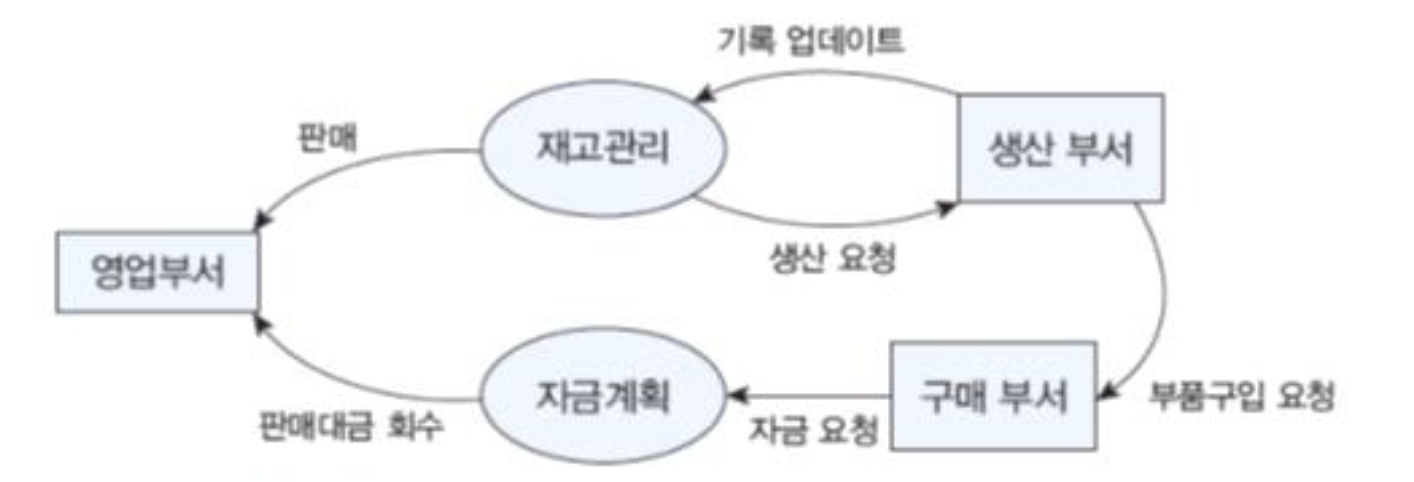 기록 업데이트
판매
재고관리
생산 부서
생산 요청
영업부서
자금계획
구매 부서
판매대금 회수
자금 요청
부품구입 요청